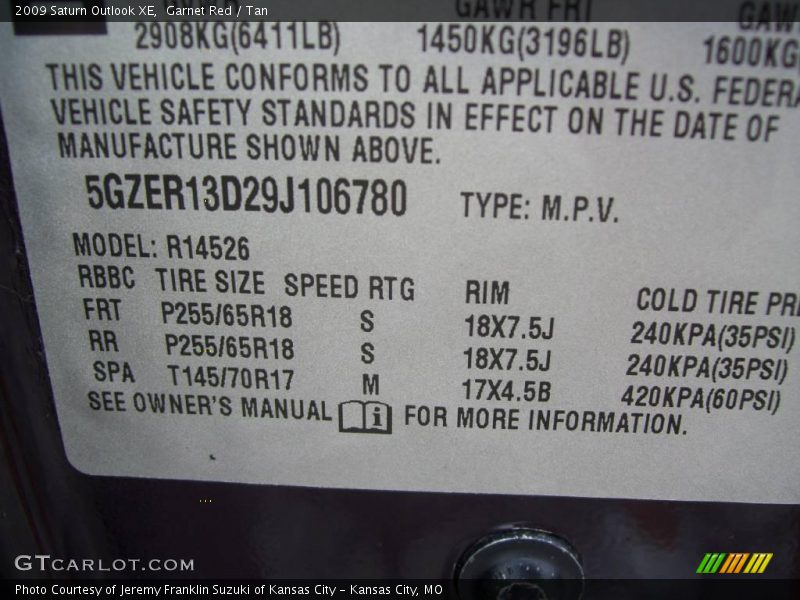 2009 Saturn Outlook XE, Garnet Red / Tan
GAWR FRT
2908KG(6411LB) 1450KG(3196LB) 1600KG
THIS VEHICLE CONFORMS TO ALL APPLICABLE U.S. FEDERA
VEHICLE SAFETY STANDARDS IN EFFECT ON THE DATE OF
MANUFACTURE SHOWN ABOVE.
5GZER13D29J106780 TYPE: M.P.V.
MODEL: R14526
RBBC TIRE SIZE SPEED RTG RIM COLD TIRE PRE
FRT P255/65R18 S 18X7.5J 240KPA(35PSI)
RR P255/65R18 S 18X7.5J 240KPA(35PSI)
SPA T145/70R17 M 17X4.5B 420KPA(60PSI)
SEE OWNER'S MANUAL i FOR MORE INFORMATION.
GTCARLOT.COM
Photo Courtesy of Jeremy Franklin Suzuki of Kansas City – Kansas City, MO